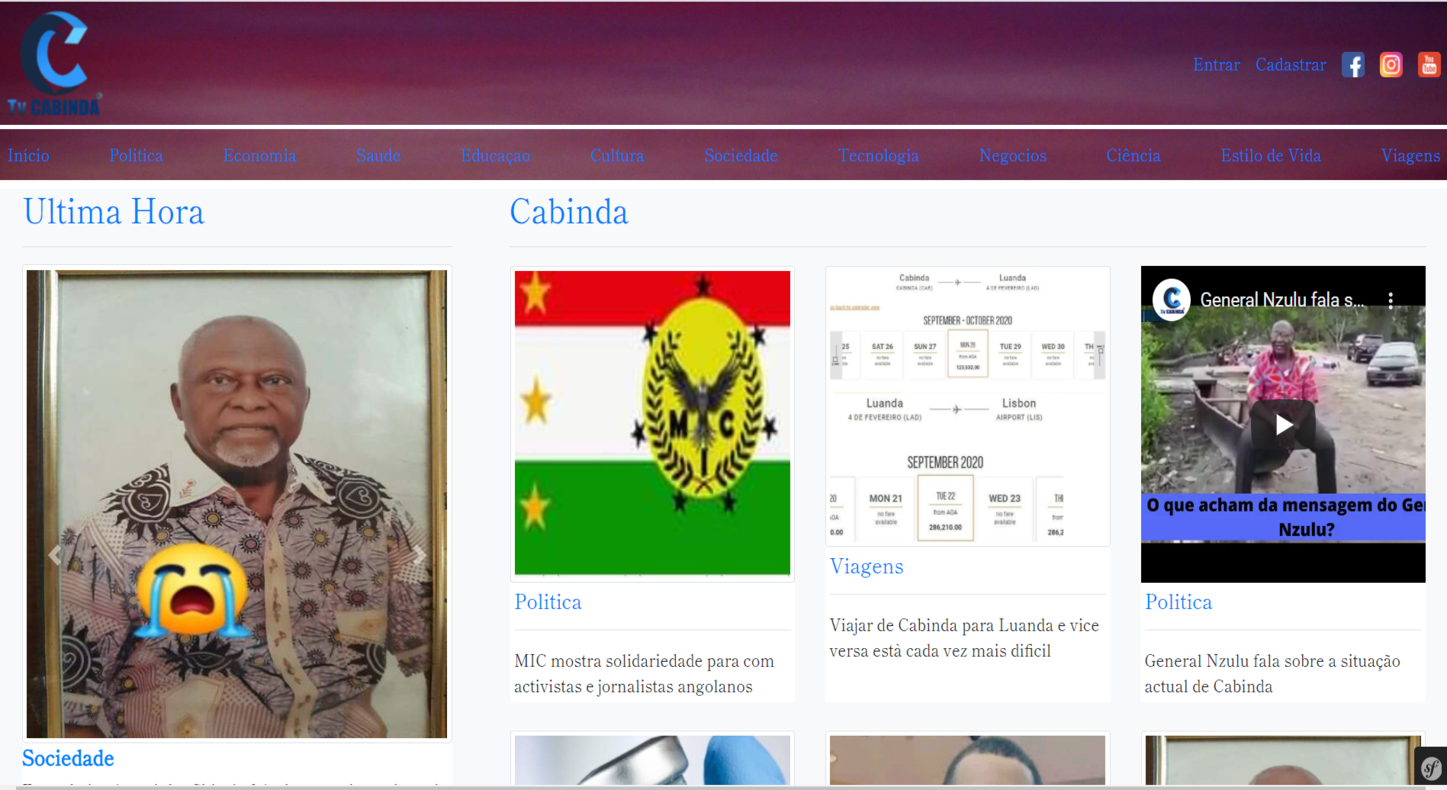 Tv CABINDA
Entrar Cadastrar
Inicio Politica Economia Saude Educaçao Cultura Sociedade Tecnologia Negocios Ciência Estilo de Vida Viagens
Ultima Hora
Cabinda
MIC
Cabinda Luanda
CABINDA (CAB) 4 DE FEVEREIRO (LAD)
SEPTEMBER - OCTOBER 2020
25 SAT 26 SUN 27 MON 28 TUE 29 WED 30 TH
no fare available no fare available from AOA no fare available no fare available
123,932.00
Luanda Lisbon
4 DE FEVEREIRO (LAD) AIRPORT (LIS)
SEPTEMBER 2020
20 MON 21 TUE 22 WED 23
AOA no fare available from AOA no fare available from
0.00 286,210.00 286,2
General Nzulu fala s...
O que acham da mensagem do Ge
Nzulu?
Politica
MIC mostra solidariedade para com
activistas e jornalistas angolanos
Viagens
Viajar de Cabinda para Luanda e vice
versa està cada vez mais dificil
Politica
General Nzulu fala sobre a situação
actual de Cabinda
Sociedade
sf